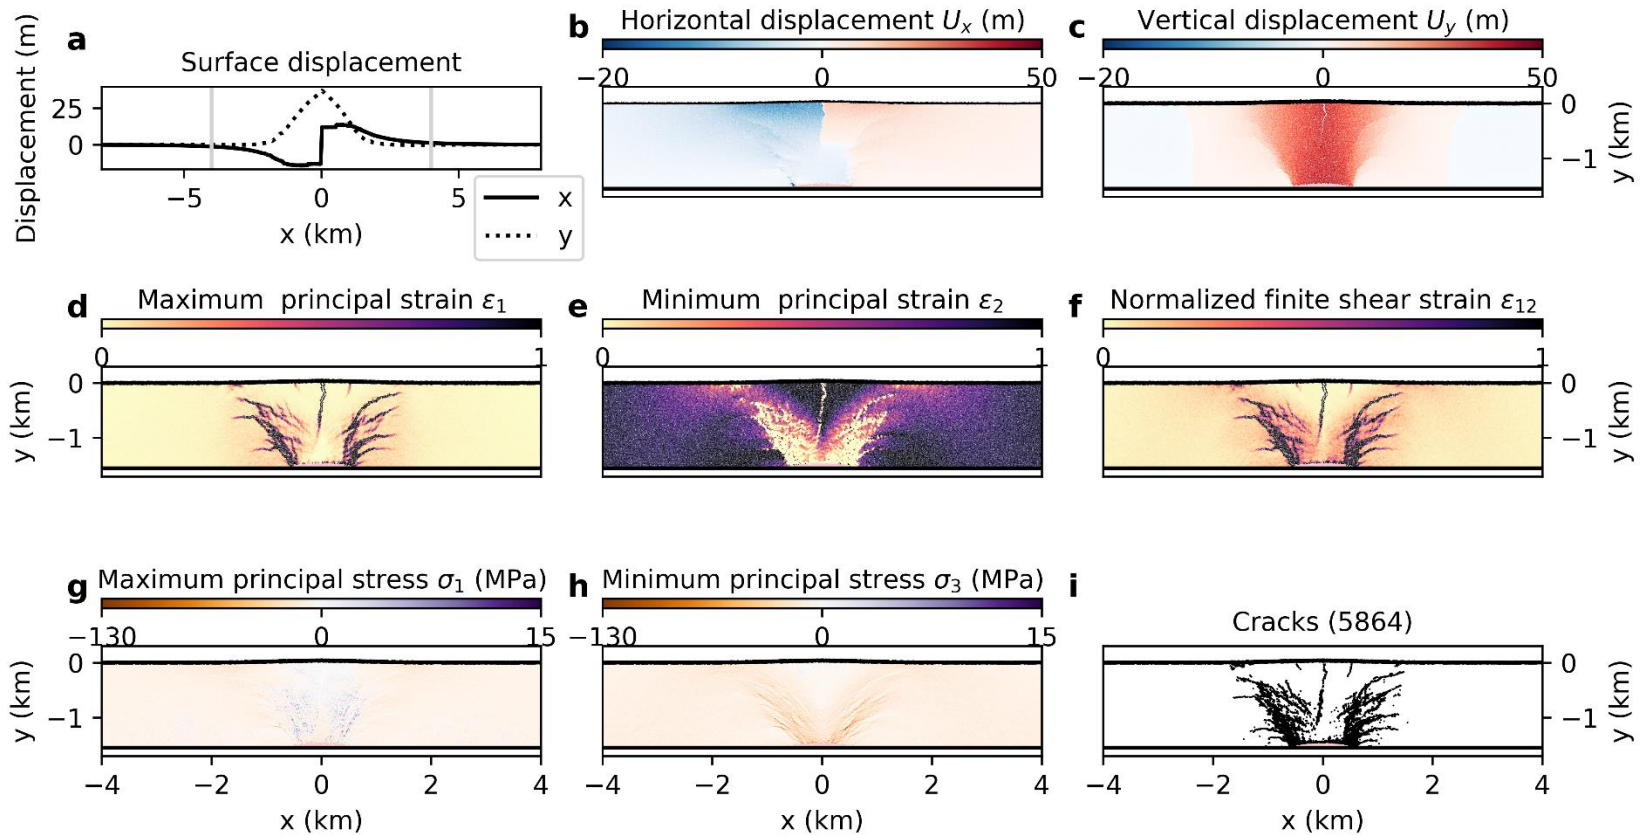 a
Surface displacement
Displacement (m)
25
0
−5 0 5
x (km)
x
y
b Horizontal displacement Ux (m)
−20 0 50
c Vertical displacement Uy (m)
−20 0 50
0
−1
y (km)
d Maximum principal strain ε1
0 1
y (km)
0
−1
e Minimum principal strain ε2
0 1
f Normalized finite shear strain ε12
0 1
0
−1
y (km)
g Maximum principal stress σ1 (MPa)
−130 0 15
y (km)
0
−1
−4 −2 0 2 4
x (km)
h Minimum principal stress σ3 (MPa)
−130 0 15
−4 −2 0 2 4
x (km)
i
Cracks (5864)
0
−1
y (km)
−4 −2 0 2 4
x (km)